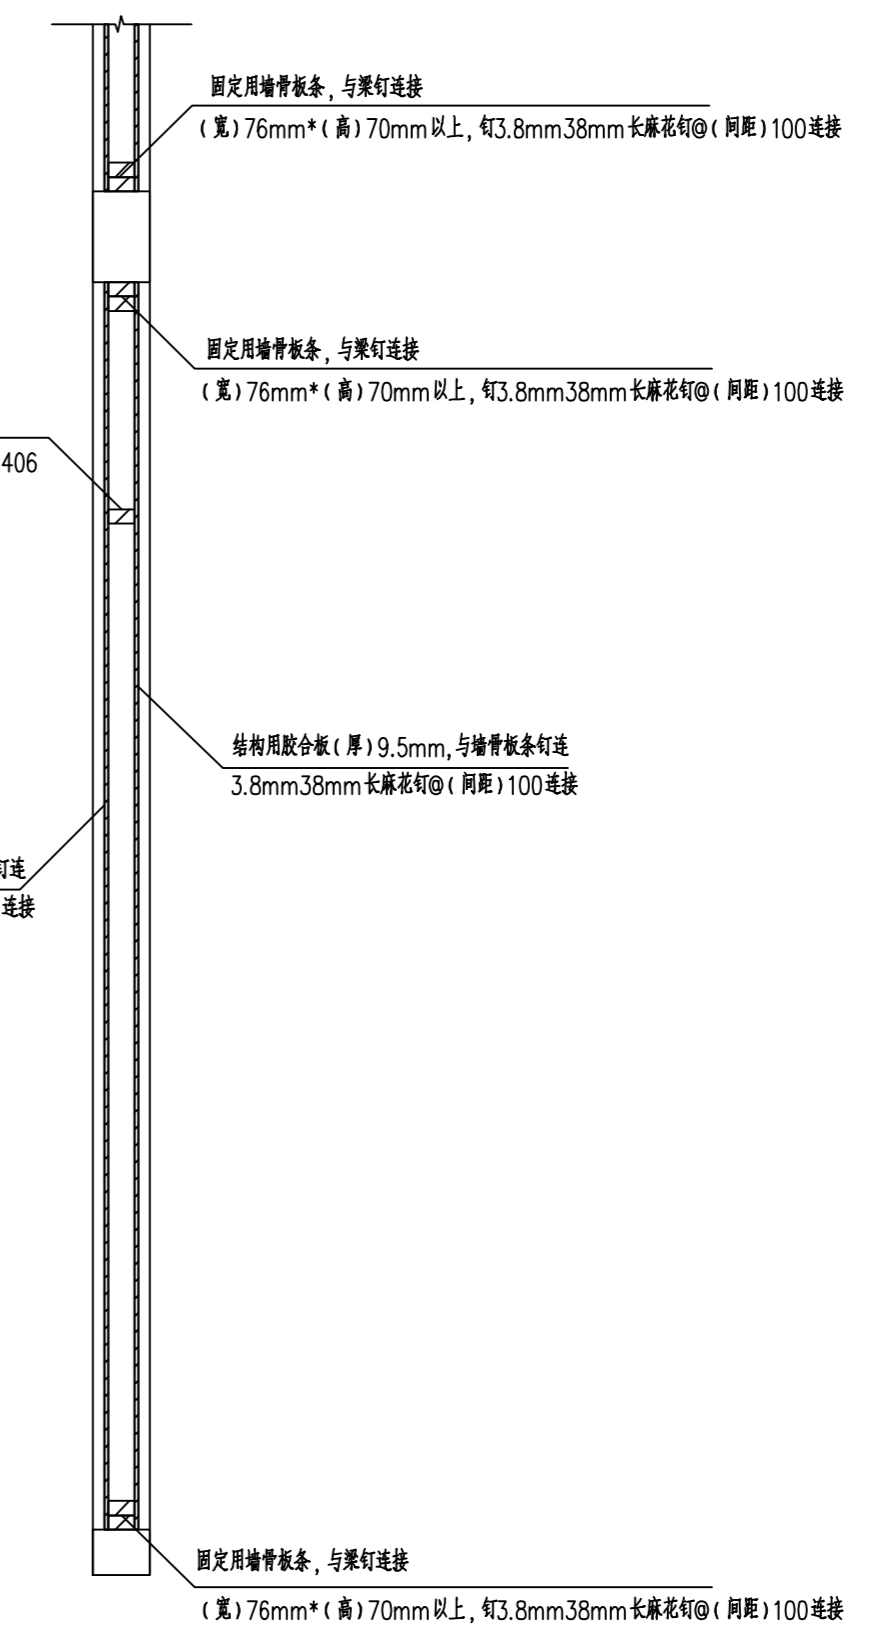 固定用墙骨板条,与梁钉连接
(宽)76mm*(高)70mm以上,钉3.8mm38mm长麻花钉@(间距)100连接
固定用墙骨板条,与梁钉连接
(宽)76mm*(高)70mm以上,钉3.8mm38mm长麻花钉@(间距)100连接
406
结构用胶合板(厚)9.5mm,与墙骨板条钉连
3.8mm38mm长麻花钉@(间距)100连接
钉连
连接
固定用墙骨板条,与梁钉连接
(宽)76mm*(高)70mm以上,钉3.8mm38mm长麻花钉@(间距)100连接